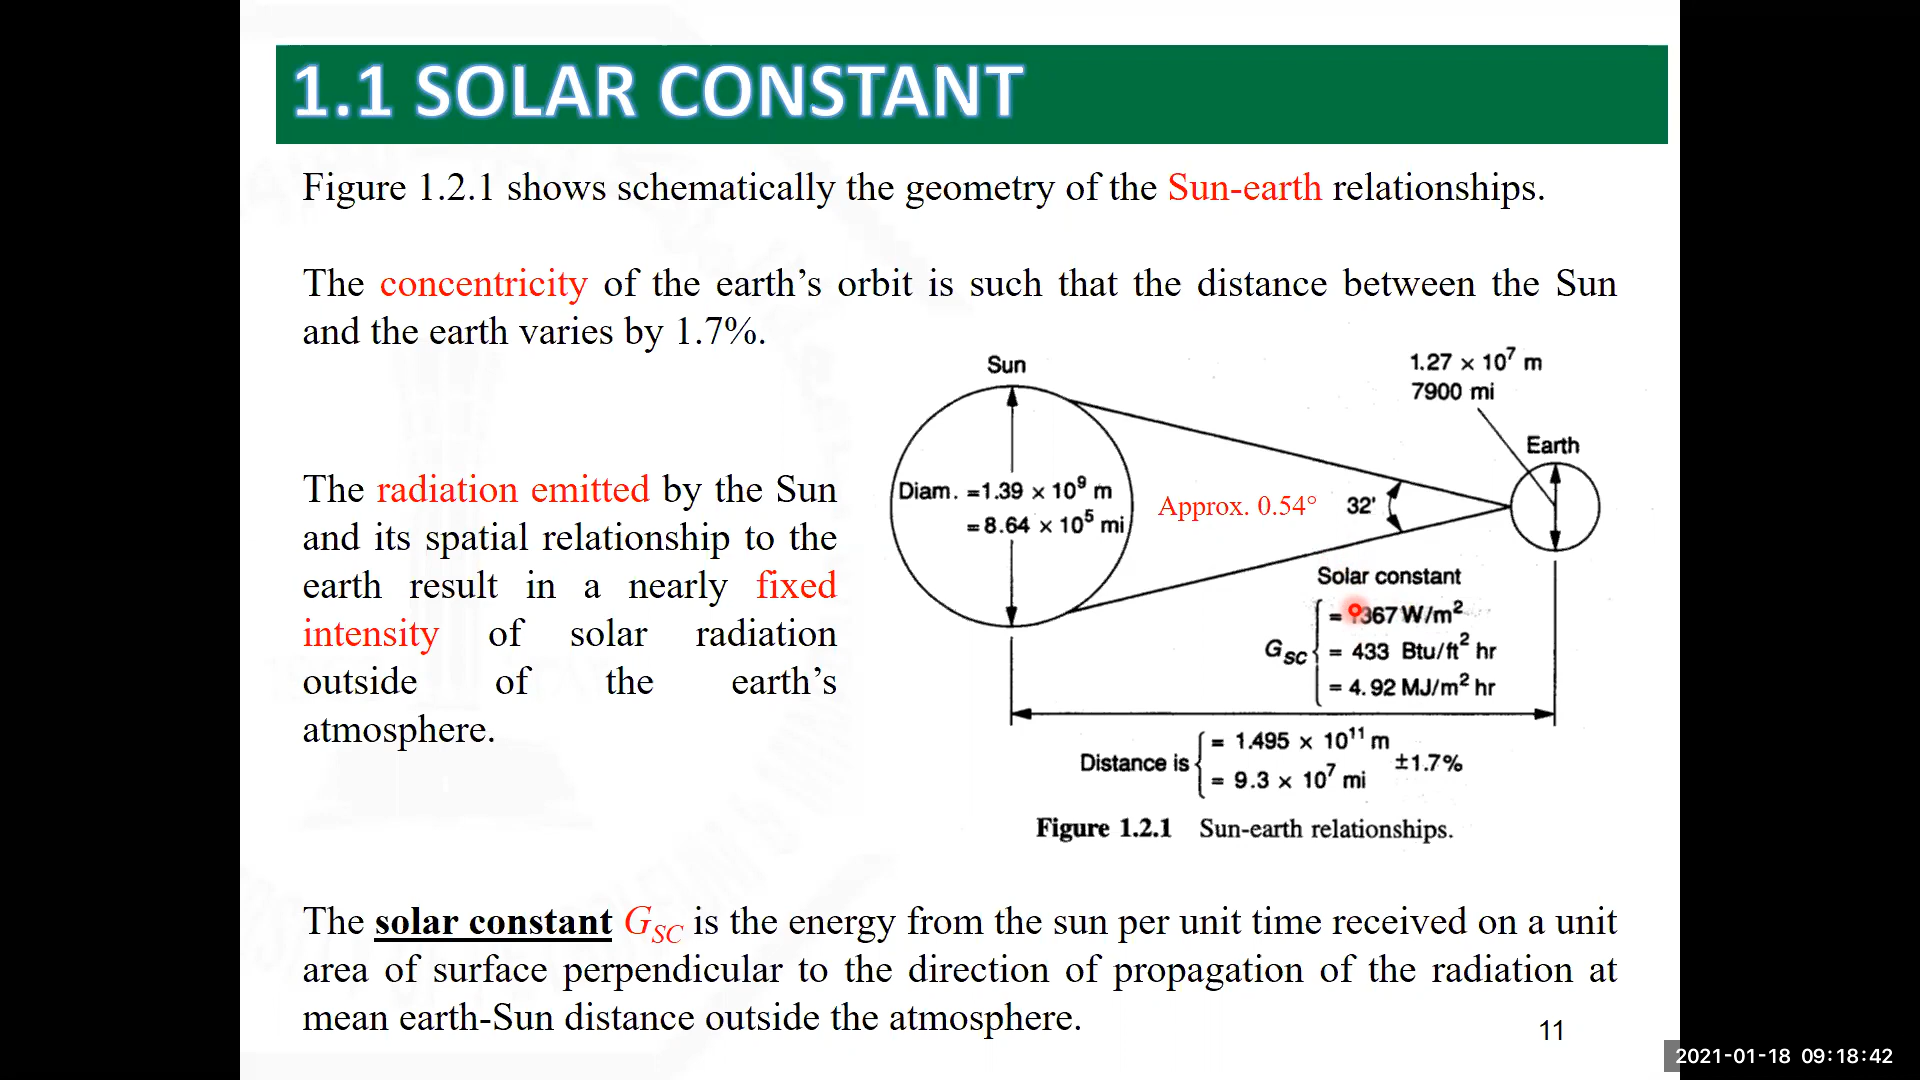 1.1 SOLAR CONSTANT
Figure 1.2.1 shows schematically the geometry of the Sun-earth relationships.
The concentricity of the earth’s orbit is such that the distance between the Sun
and the earth varies by 1.7%.
The radiation emitted by the Sun
and its spatial relationship to the
earth result in a nearly fixed
intensity of solar radiation
outside of the earth’s
atmosphere.
Sun
1.27 × 10⁷ m
7900 mi
Earth
Diam. = 1.39 × 10⁹ m
= 8.64 × 10⁵ mi
Approx. 0.54°
32'
Solar constant
G_SC
= 367 W/m²
= 433 Btu/ft² hr
= 4.92 MJ/m² hr
Distance is
= 1.495 × 10¹¹ m
= 9.3 × 10⁷ mi
±1.7%
Figure 1.2.1 Sun-earth relationships.
The solar constant G_SC is the energy from the sun per unit time received on a unit
area of surface perpendicular to the direction of propagation of the radiation at
mean earth-Sun distance outside the atmosphere.
11
2021-01-18 09:18:42